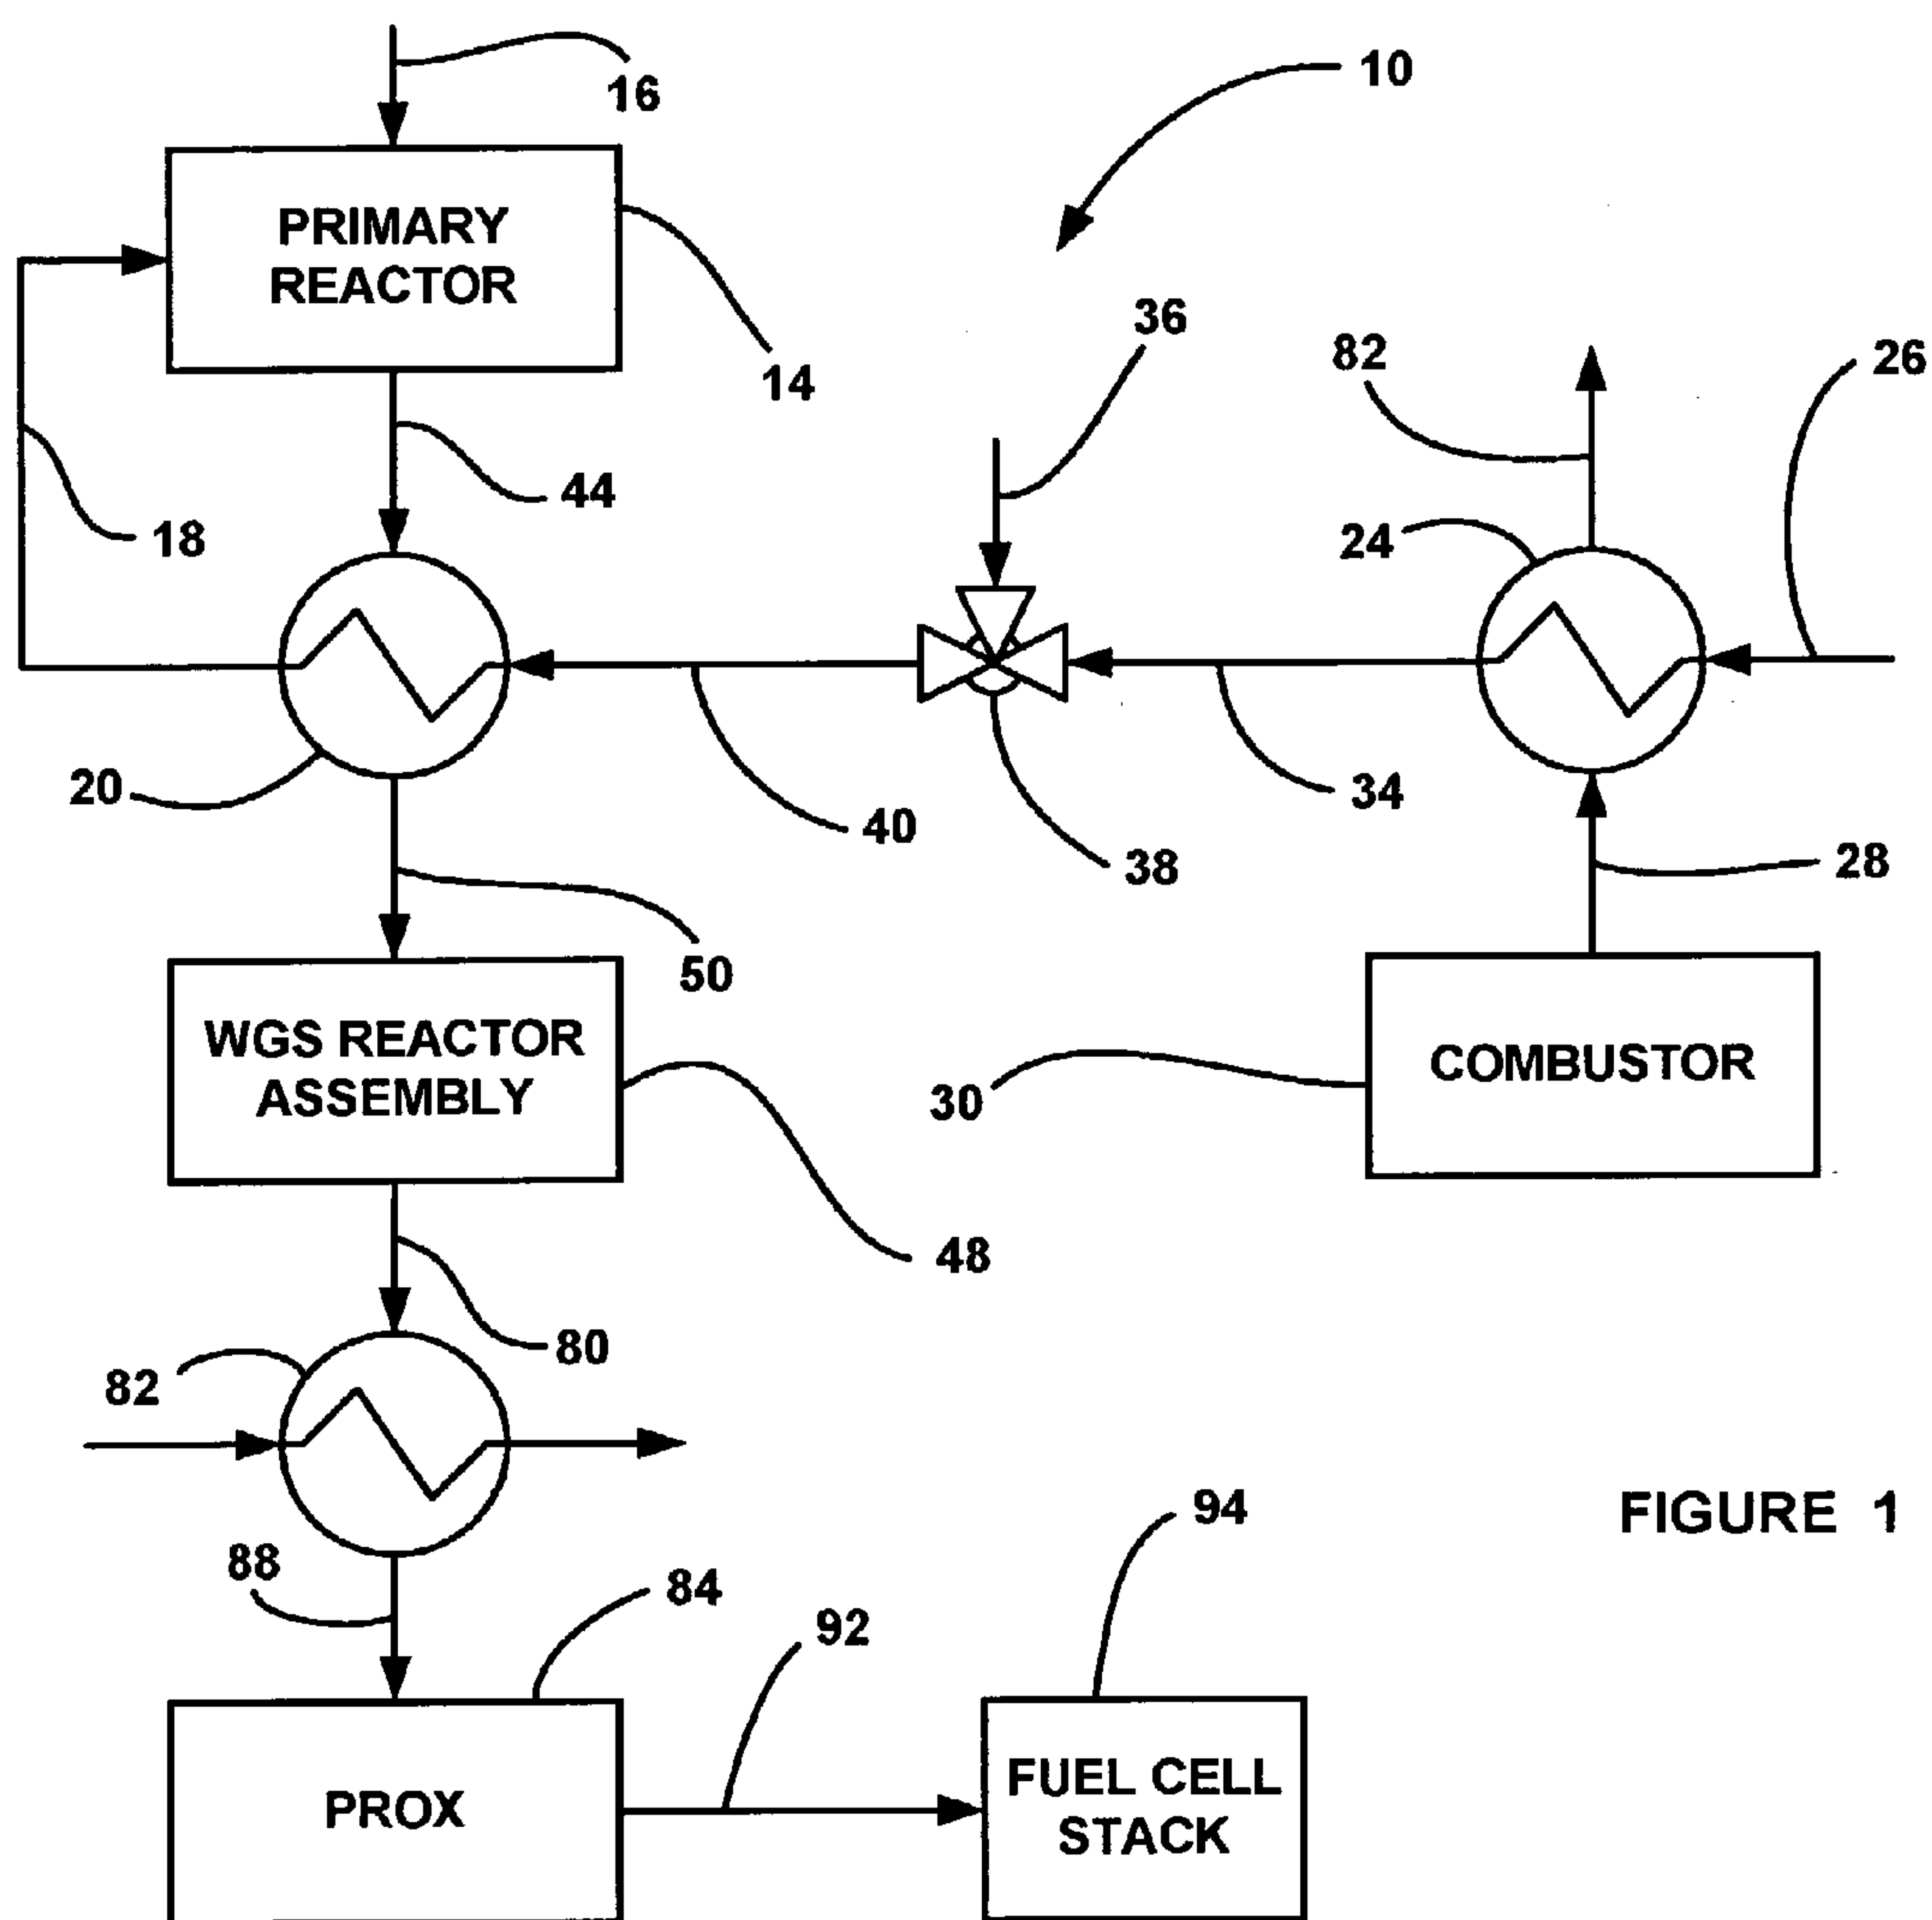 16
10
PRIMARY
REACTOR
36
82
26
14
44
18
24
20
40
34
38
28
50
WGS REACTOR
ASSEMBLY
COMBUSTOR
30
48
80
82
94
FIGURE 1
88
84
92
PROX
FUEL CELL
STACK